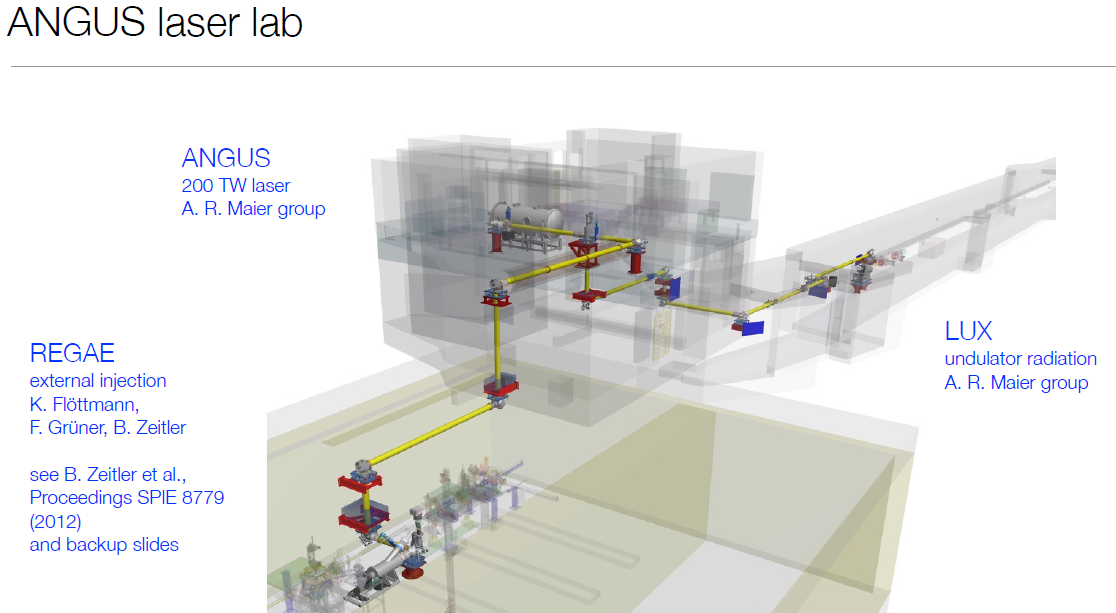 ANGUS laser lab
ANGUS
200 TW laser
A. R. Maier group
REGAE
external injection
K. Flöttmann,
F. Grüner, B. Zeitler
see B. Zeitler et al.,
Proceedings SPIE 8779
(2012)
and backup slides
LUX
undulator radiation
A. R. Maier group